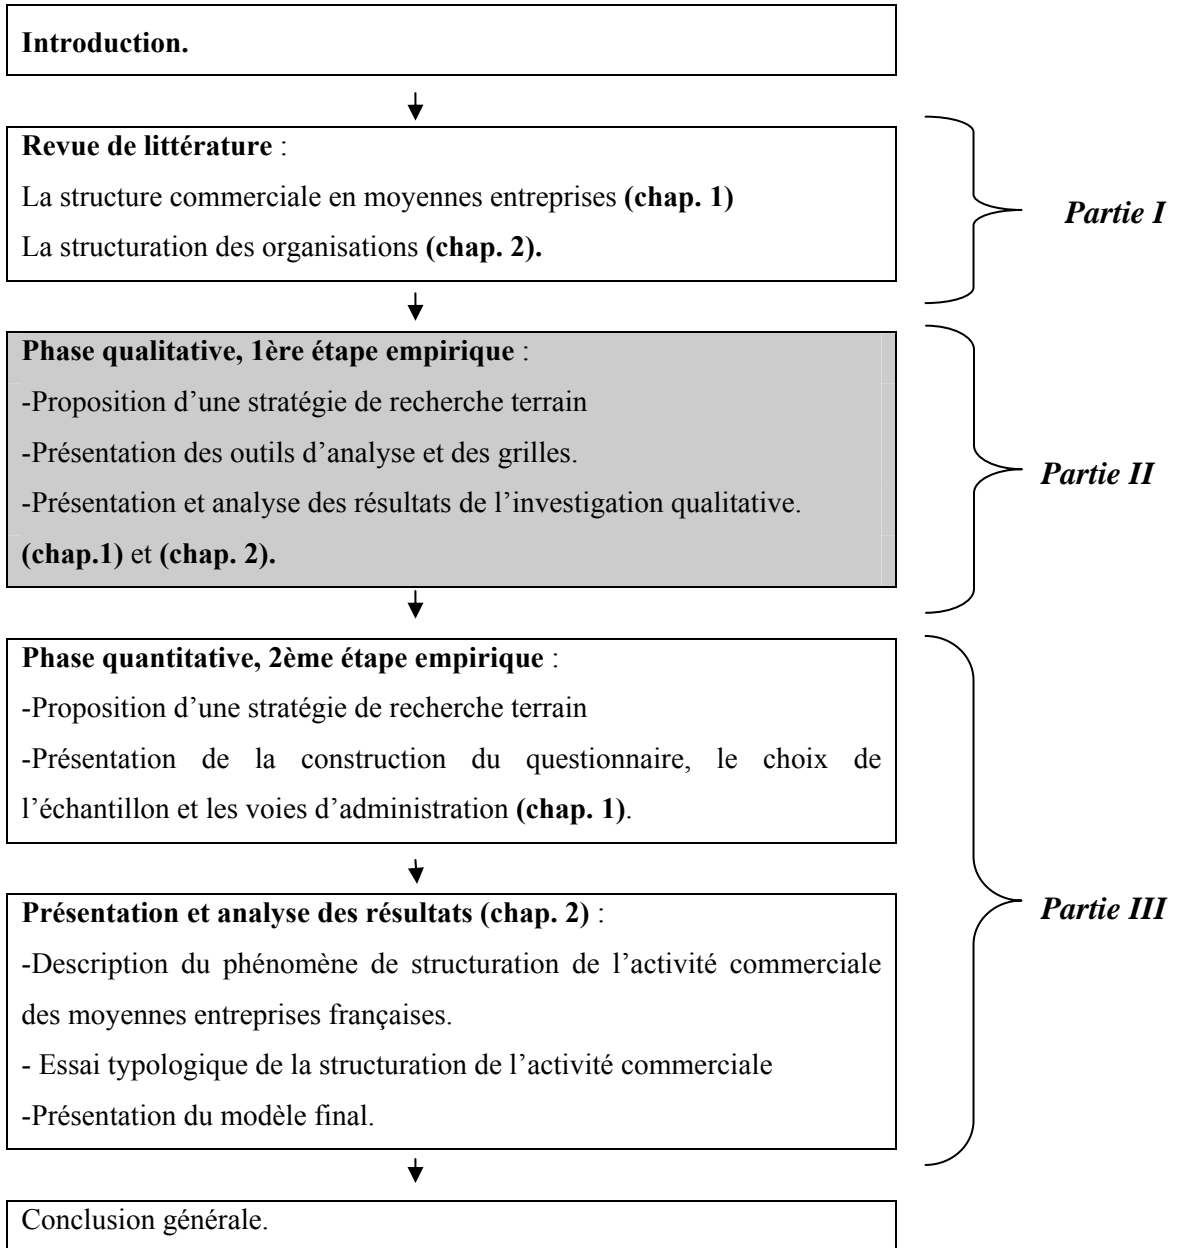 Introduction.
Revue de littérature :
La structure commerciale en moyennes entreprises (chap. 1)
La structuration des organisations (chap. 2).
Partie I
Phase qualitative, 1ère étape empirique :
-Proposition d’une stratégie de recherche terrain
-Présentation des outils d’analyse et des grilles.
-Présentation et analyse des résultats de l’investigation qualitative.
(chap.1) et (chap. 2).
Partie II
Phase quantitative, 2ème étape empirique :
-Proposition d’une stratégie de recherche terrain
-Présentation de la construction du questionnaire, le choix de
l’échantillon et les voies d’administration (chap. 1).
Présentation et analyse des résultats (chap. 2) :
-Description du phénomène de structuration de l’activité commerciale
des moyennes entreprises françaises.
- Essai typologique de la structuration de l’activité commerciale
-Présentation du modèle final.
Partie III
Conclusion générale.